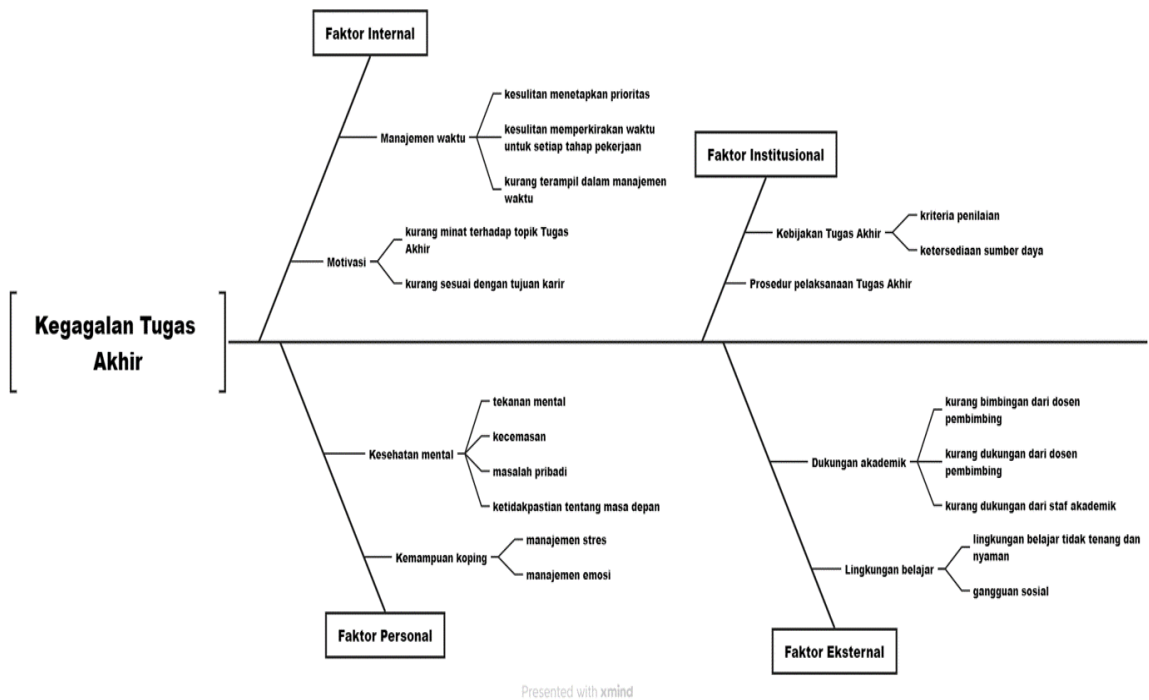 Faktor Internal
Manajemen waktu
kesulitan menetapkan prioritas
kesulitan memperkirakan waktu
untuk setiap tahap pekerjaan
kurang terampil dalam manajemen
waktu
Motivasi
kurang minat terhadap topik Tugas
Akhir
kurang sesuai dengan tujuan karir
Faktor Institusional
Kebijakan Tugas Akhir
kriteria penilaian
ketersediaan sumber daya
Prosedur pelaksanaan Tugas Akhir
Kegagalan Tugas
Akhir
Kesehatan mental
tekanan mental
kecemasan
masalah pribadi
ketidakpastian tentang masa depan
Kemampuan koping
manajemen stres
manajemen emosi
Faktor Personal
Dukungan akademik
kurang bimbingan dari dosen
pembimbing
kurang dukungan dari dosen
pembimbing
kurang dukungan dari staf akademik
Lingkungan belajar
lingkungan belajar tidak tenang dan
nyaman
gangguan sosial
Faktor Eksternal
Presented with xmind